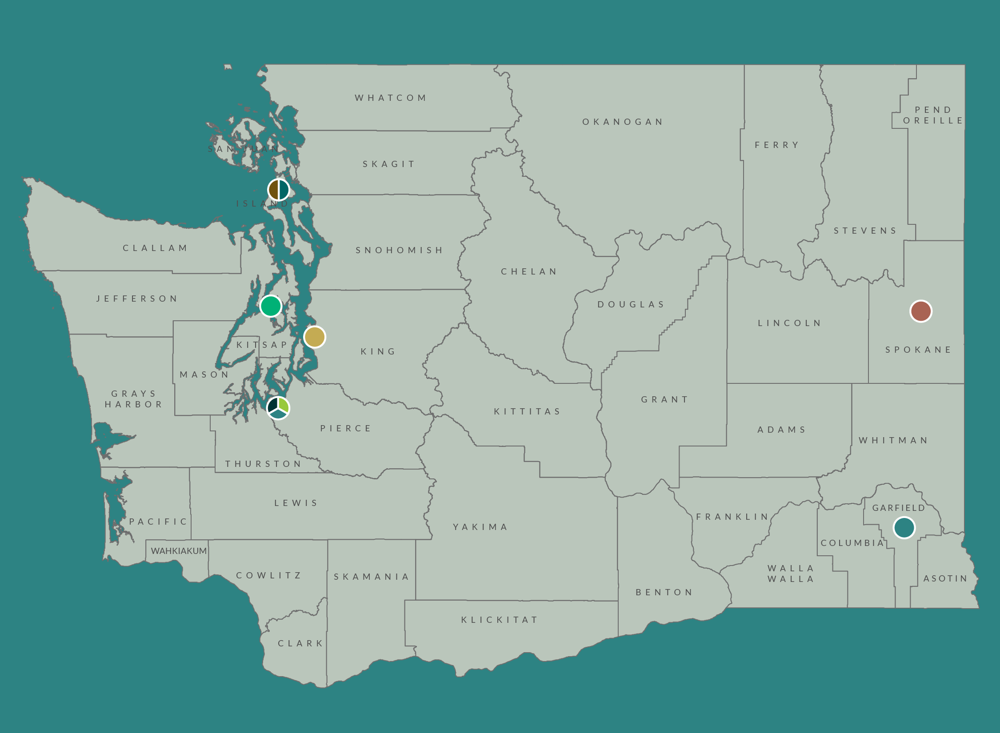 WHATCOM
PEND
OREILLE
OKANOGAN
FERRY
SAN JUAN
SKAGIT
ISLAND
STEVENS
CLALLAM
SNOHOMISH
CHELAN
JEFFERSON
DOUGLAS
LINCOLN
KITSAP
KING
SPOKANE
MASON
GRAYS
HARBOR
GRANT
KITTITAS
PIERCE
ADAMS
WHITMAN
THURSTON
LEWIS
GARFIELD
FRANKLIN
PACIFIC
YAKIMA
COLUMBIA
WAHKIAKUM
WALLA
WALLA
COWLITZ
SKAMANIA
ASOTIN
BENTON
KLICKITAT
CLARK